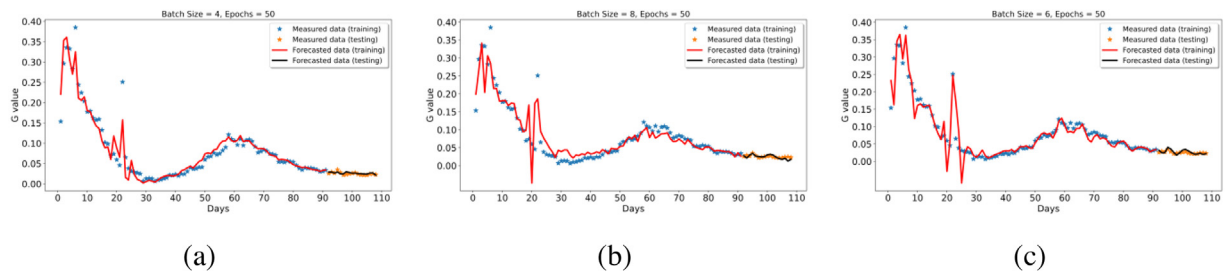 Batch Size = 4, Epochs = 50
Measured data (training)
Measured data (testing)
Forecasted data (training)
Forecasted data (testing)
G value
0.40
0.35
0.30
0.25
0.20
0.15
0.10
0.05
0.00
0 10 20 30 40 50 60 70 80 90 100 110
Days
(a)
Batch Size = 8, Epochs = 50
Measured data (training)
Measured data (testing)
Forecasted data (training)
Forecasted data (testing)
G value
0.40
0.35
0.30
0.25
0.20
0.15
0.10
0.05
0.00
0 10 20 30 40 50 60 70 80 90 100 110
Days
(b)
Batch Size = 6, Epochs = 50
Measured data (training)
Measured data (testing)
Forecasted data (training)
Forecasted data (testing)
G value
0.40
0.35
0.30
0.25
0.20
0.15
0.10
0.05
0.00
0 10 20 30 40 50 60 70 80 90 100 110
Days
(c)